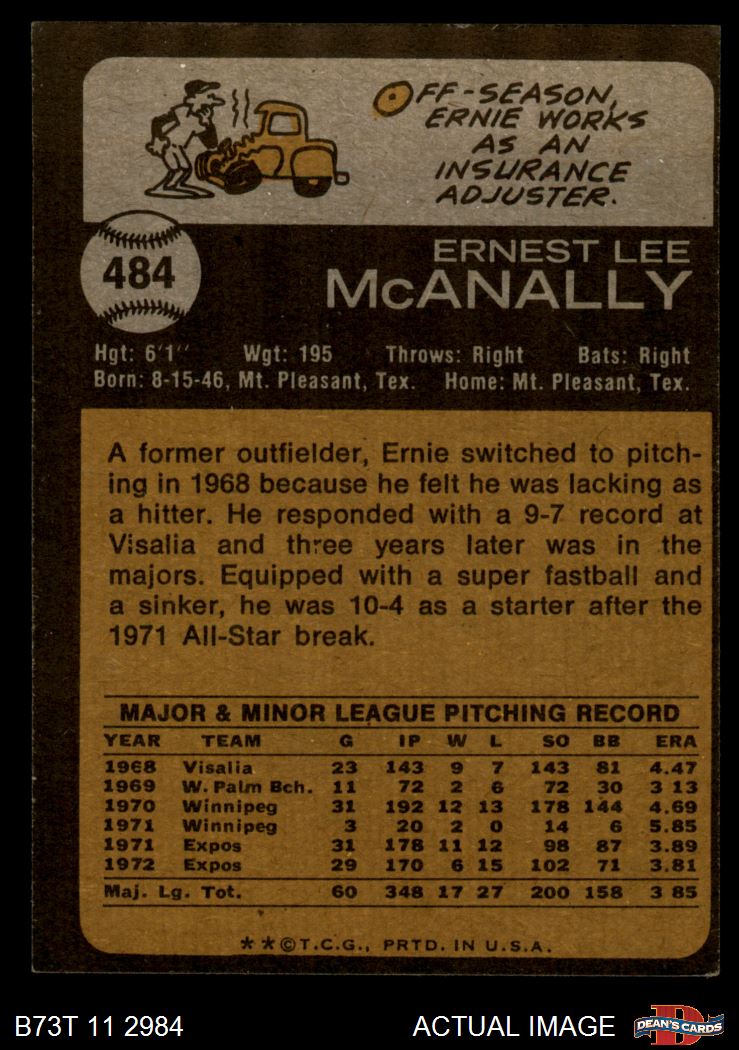 OFF-SEASON,
ERNIE WORKS
AS AN
INSURANCE
ADJUSTER.
484
ERNEST LEE
McANALLY
Hgt: 6'1" Wgt: 195 Throws: Right Bats: Right
Born: 8-15-46, Mt. Pleasant, Tex. Home: Mt. Pleasant, Tex.
A former outfielder, Ernie switched to pitch-
ing in 1968 because he felt he was lacking as
a hitter. He responded with a 9-7 record at
Visalia and three years later was in the
majors. Equipped with a super fastball and
a sinker, he was 10-4 as a starter after the
1971 All-Star break.
MAJOR & MINOR LEAGUE PITCHING RECORD
YEAR TEAM G IP W L SO BB ERA
1968 Visalia 23 143 9 7 143 81 4.47
1969 W. Palm Bch. 11 72 2 6 72 30 3 13
1970 Winnipeg 31 192 12 13 178 144 4.69
1971 Winnipeg 3 20 2 0 14 6 5.85
1971 Expos 31 178 11 12 98 87 3.89
1972 Expos 29 170 6 15 102 71 3.81
Maj. Lg. Tot. 60 348 17 27 200 158 3 85
**©T.C.G., PRTD. IN U.S.A.
B73T 11 2984 ACTUAL IMAGE D DEAN'S CARDS